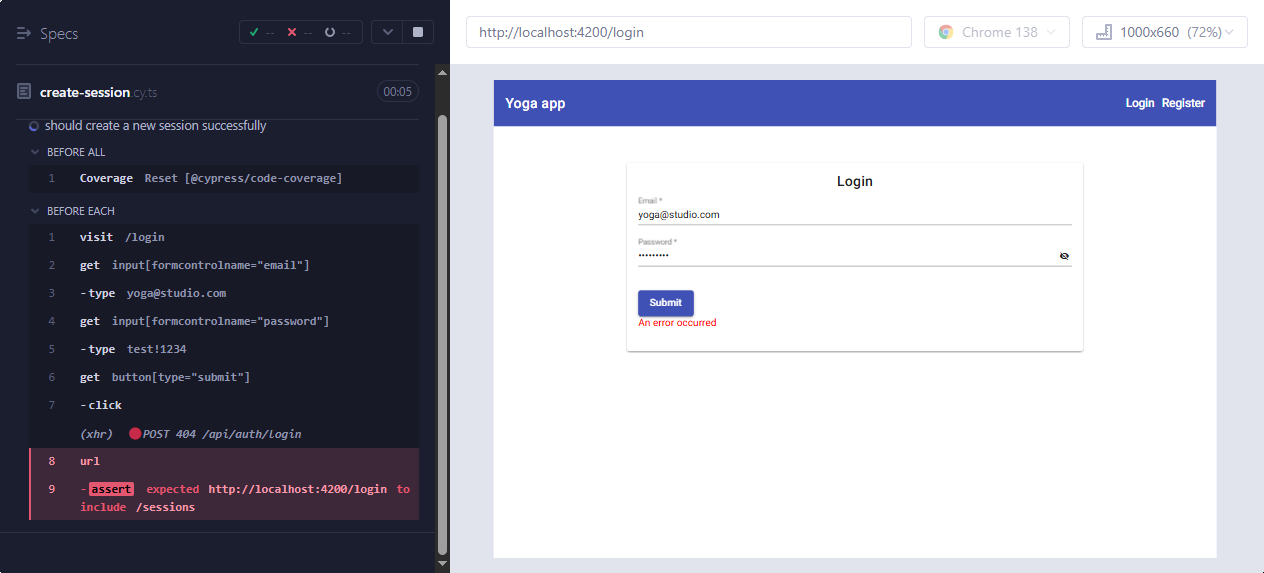 Specs
-- -- --
create-session.cy.ts 00:05
should create a new session successfully
BEFORE ALL
1 Coverage Reset [@cypress/code-coverage]
BEFORE EACH
1 visit /login
2 get input[formcontrolname="email"]
3 -type yoga@studio.com
4 get input[formcontrolname="password"]
5 -type test!1234
6 get button[type="submit"]
7 -click
(xhr) POST 404 /api/auth/login
8 url
9 -assert expected http://localhost:4200/login to
include /sessions
http://localhost:4200/login Chrome 138 1000x660 (72%)
Yoga app Login Register
Login
Email *
yoga@studio.com
Password *
•••••••••
Submit
An error occurred